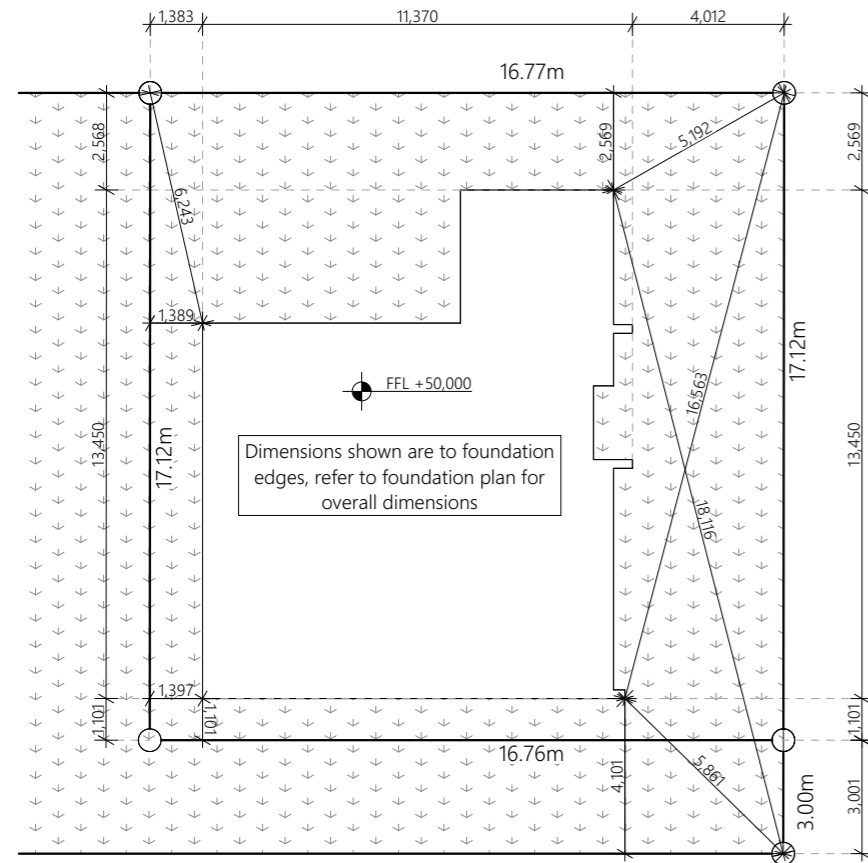 1,383
11,370
4,012
16.77m
2,568
2,569
5,192
2,569
6,243
1,389
17.12m
FFL +50,000
16,563
13,450
17.12m
13,450
Dimensions shown are to foundation
edges, refer to foundation plan for
overall dimensions
18,116
1,397
1,101
1,101
1,101
16.76m
4,101
5,861
3.00m
3,001